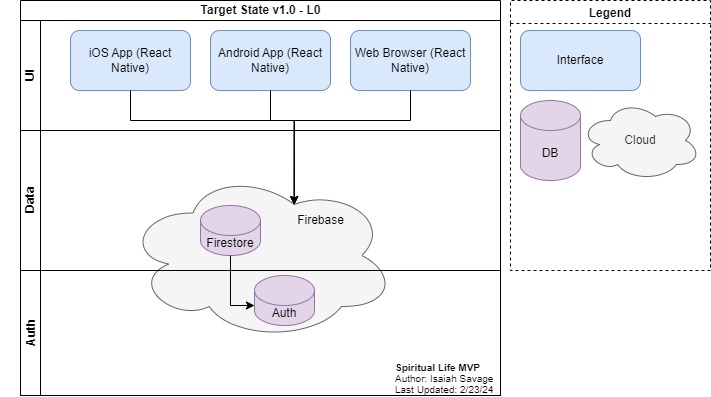 Target State v1.0 - L0
UI
iOS App (React
Native)
Android App (React
Native)
Web Browser (React
Native)
Data
Firebase
Firestore
Auth
Auth
Spiritual Life MVP
Author: Isaiah Savage
Last Updated: 2/23/24
Legend
Interface
DB
Cloud